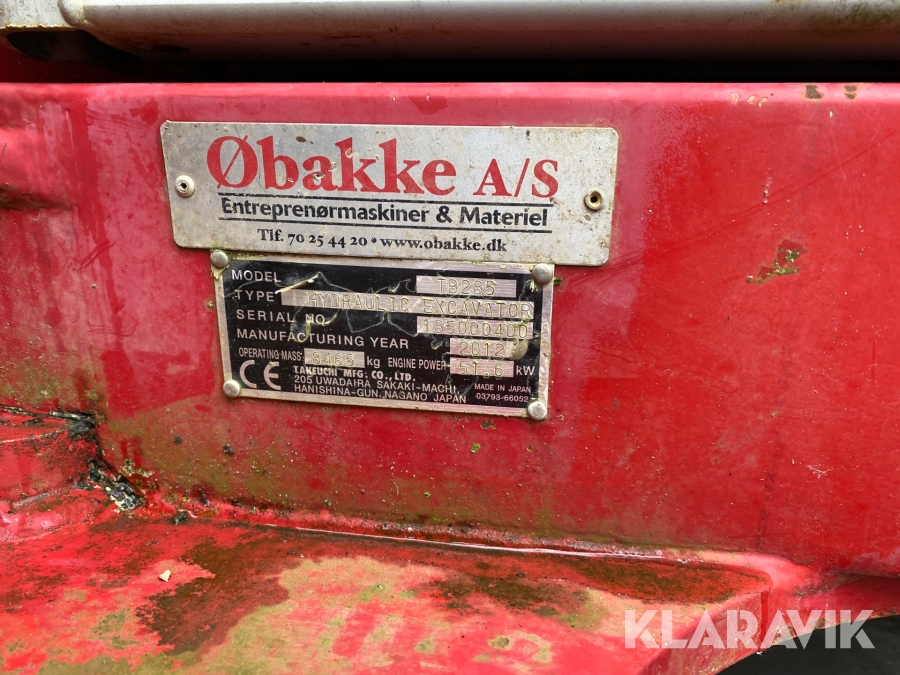 Øbakke A/S
Entreprenørmaskiner & Materiel
Tlf. 70 25 44 20 • www.obakke.dk
MODEL TB285
TYPE HYDRAULIC EXCAVATOR
SERIAL NO. 185000400
MANUFACTURING YEAR 2012
OPERATING MASS kg ENGINE POWER 51.6 kW
CE TAKEUCHI MFG. CO., LTD.
205 UWADAIRA SAKAKI-MACHI, MADE IN JAPAN
HANISHINA-GUN, NAGANO JAPAN 03793-66052
KLARAVIK